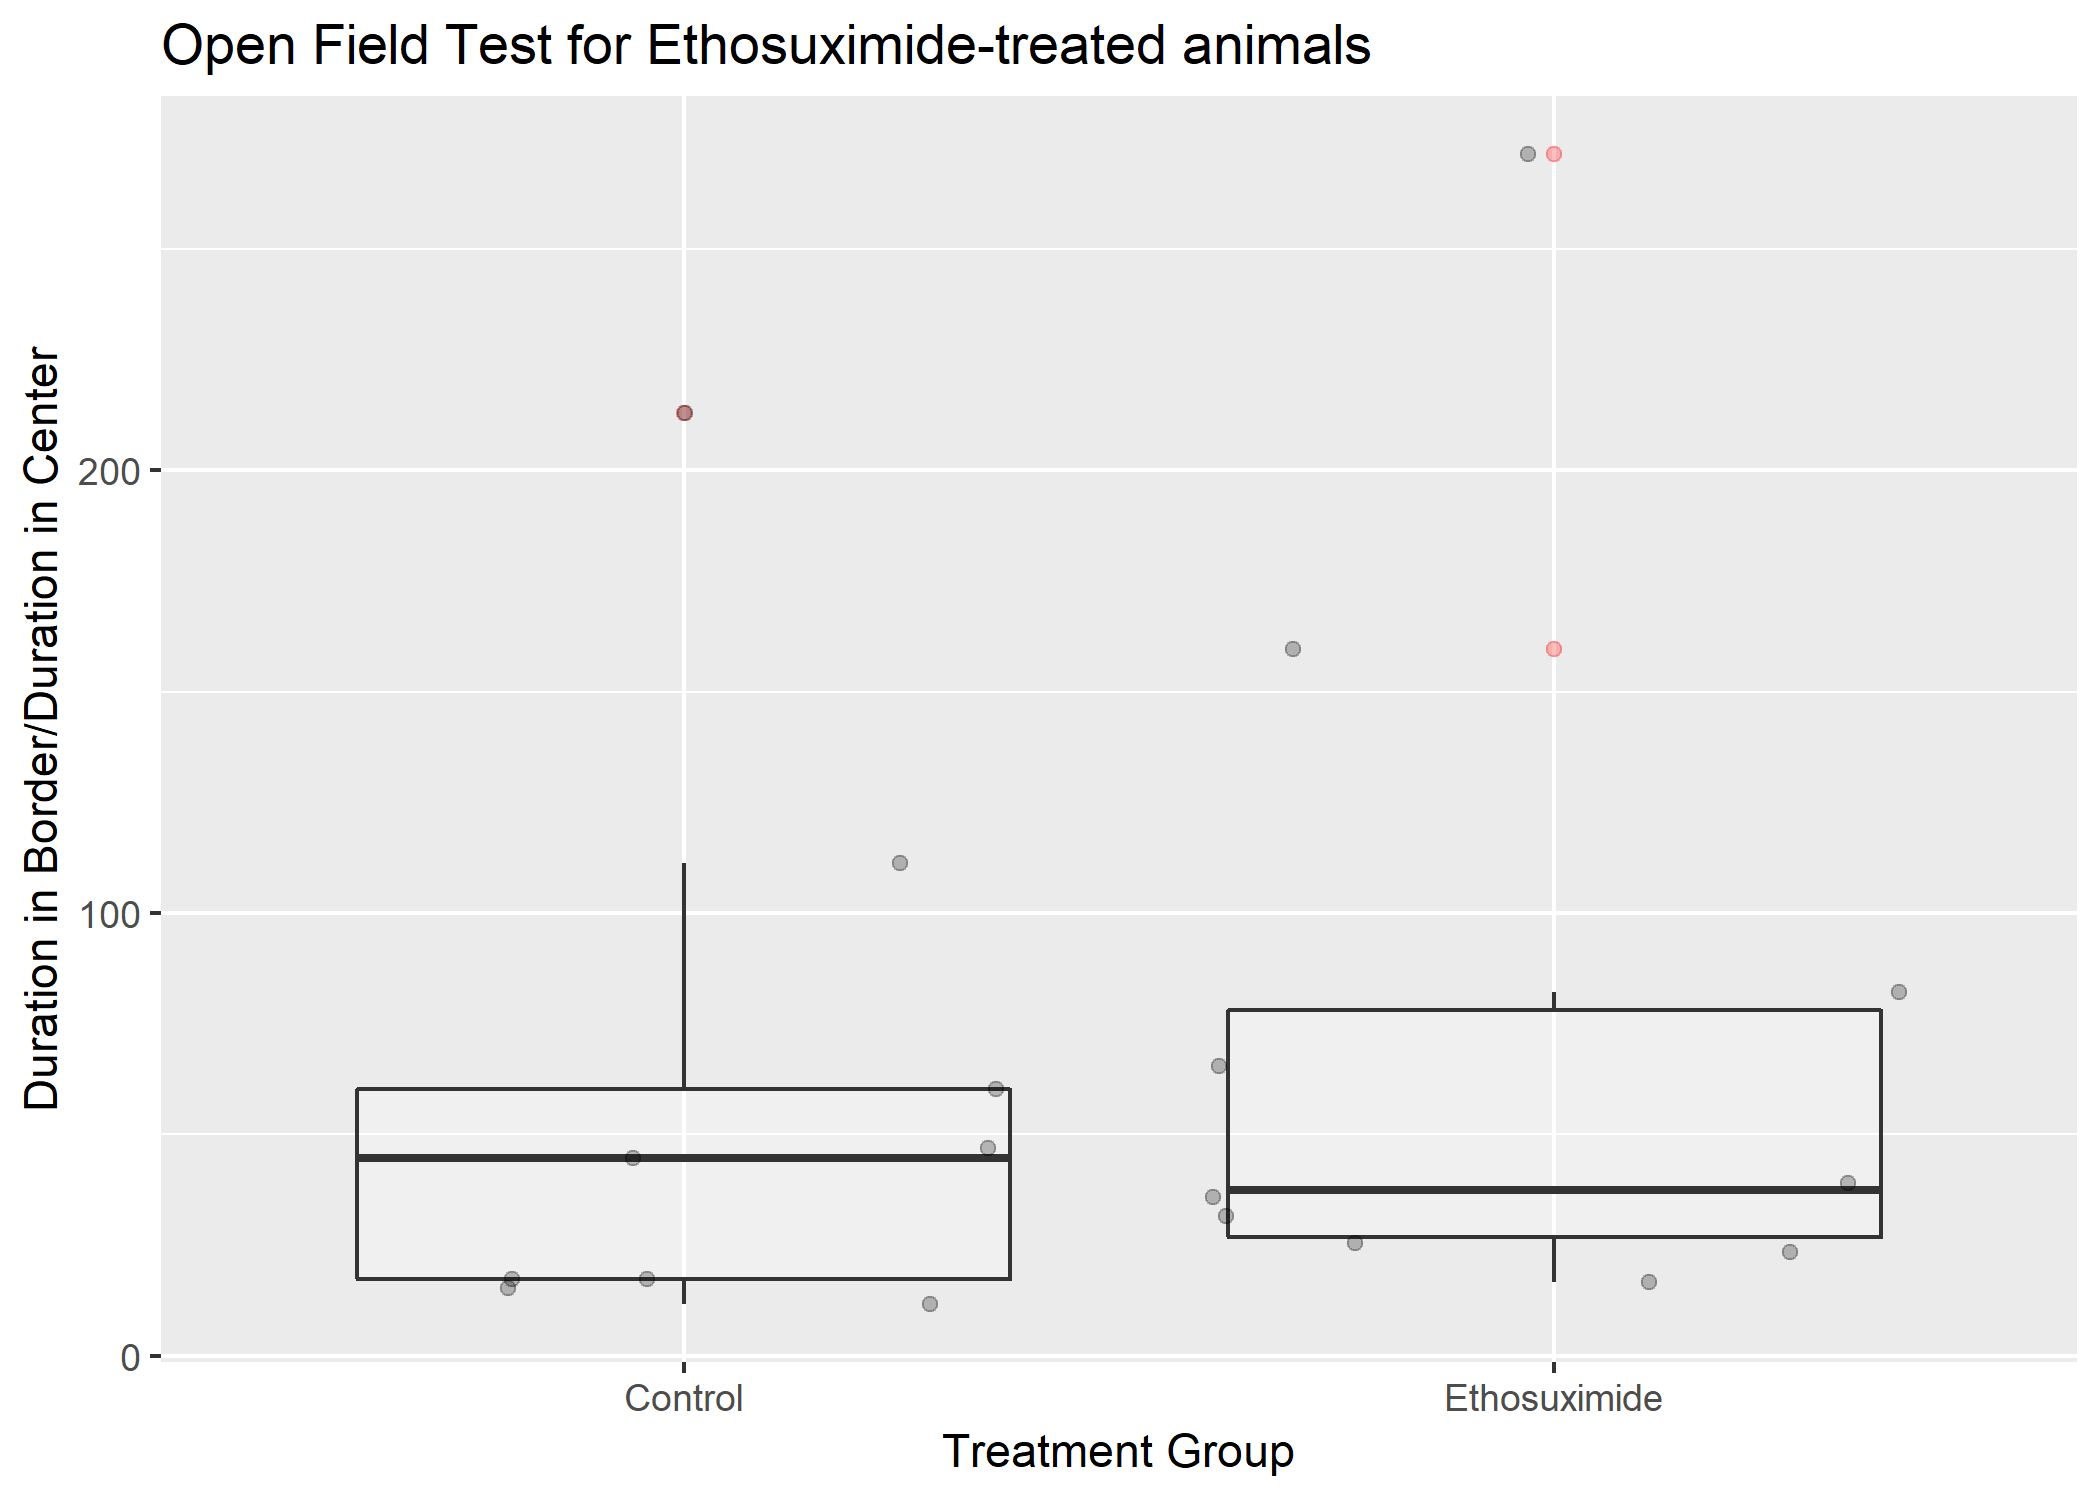 Open Field Test for Ethosuximide-treated animals
Duration in Border/Duration in Center
200
100
0
Control
Ethosuximide
Treatment Group